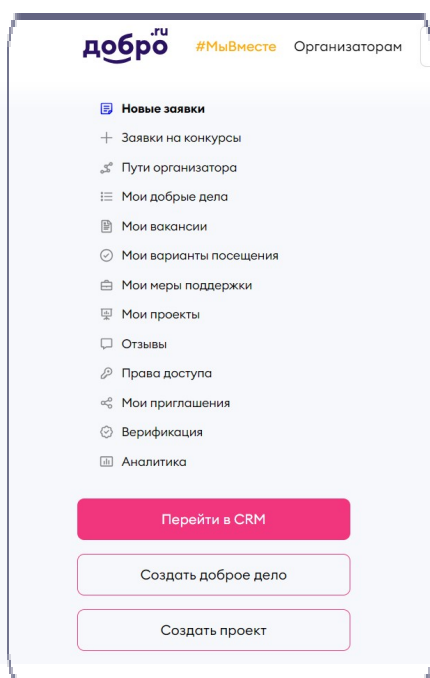 добро.ru
#МыВместе
Организаторам
Новые заявки
Заявки на конкурсы
Пути организатора
Мои добрые дела
Мои вакансии
Мои варианты посещения
Мои меры поддержки
Мои проекты
Отзывы
Права доступа
Мои приглашения
Верификация
Аналитика
Перейти в CRM
Создать доброе дело
Создать проект